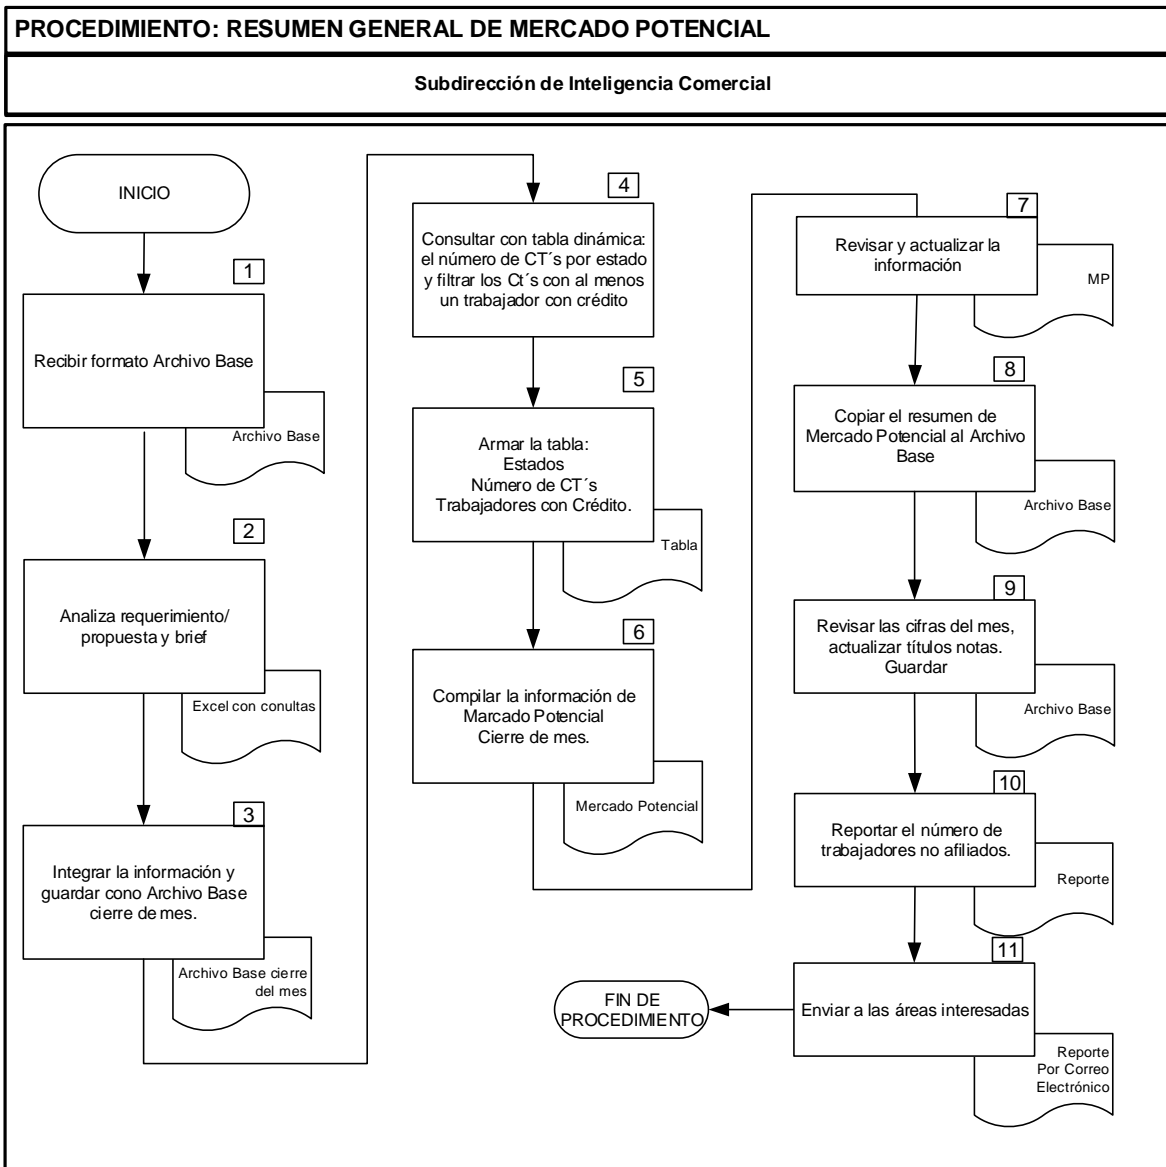 PROCEDIMIENTO: RESUMEN GENERAL DE MERCADO POTENCIAL
Subdirección de Inteligencia Comercial
INICIO
1
Recibir formato Archivo Base
Archivo Base
2
Analiza requerimiento/
propuesta y brief
Excel con conultas
3
Integrar la información y
guardar cono Archivo Base
cierre de mes.
Archivo Base cierre
del mes
4
Consultar con tabla dinámica:
el número de CT´s por estado
y filtrar los Ct´s con al menos
un trabajador con crédito
5
Armar la tabla:
Estados
Número de CT´s
Trabajadores con Crédito.
Tabla
6
Compilar la información de
Marcado Potencial
Cierre de mes.
Mercado Potencial
7
Revisar y actualizar la
información
MP
8
Copiar el resumen de
Mercado Potencial al Archivo
Base
Archivo Base
9
Revisar las cifras del mes,
actualizar títulos notas.
Guardar
Archivo Base
10
Reportar el número de
trabajadores no afiliados.
Reporte
11
Enviar a las áreas interesadas
Reporte
Por Correo
Electrónico
FIN DE
PROCEDIMIENTO